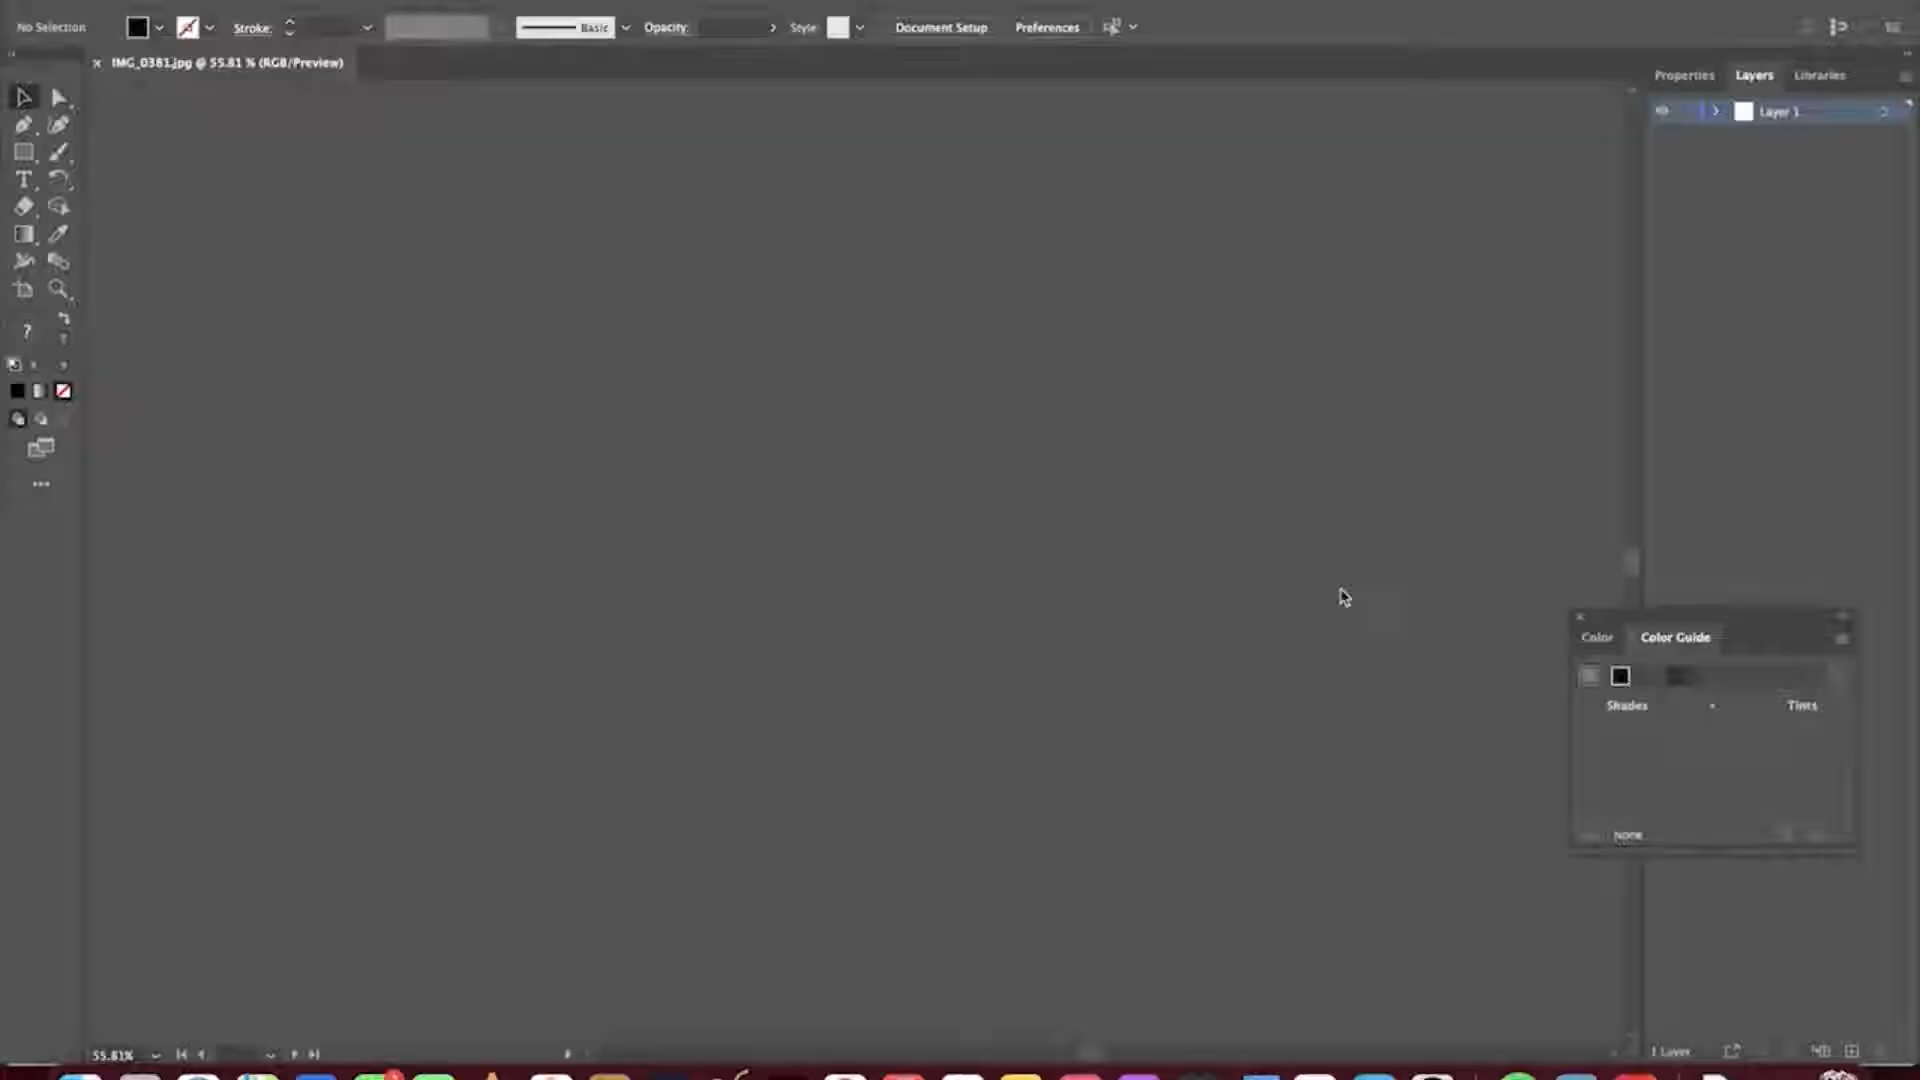 No Selection
Stroke:
Basic
Opacity:
Style:
Document Setup
Preferences
× IMG_0381.jpg @ 55.81 % (RGB/Preview)
Properties
Layers
Libraries
Layer 1
T
?
Color
Color Guide
Shades
Tints
NONE
55.81%
1 Layer